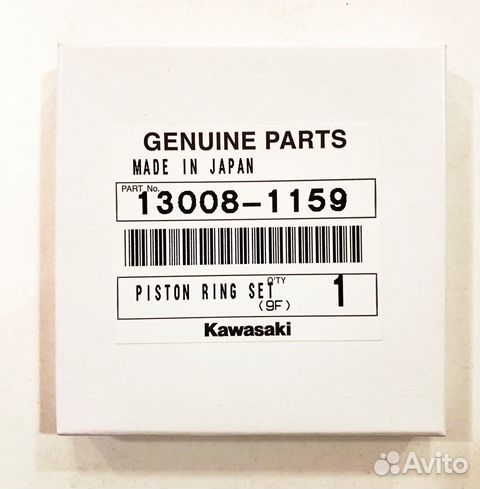 GENUINE PARTS
MADE IN JAPAN
PART No.
13008-1159
PISTON RING SET Q'TY 1
(9F)
Kawasaki
Avito